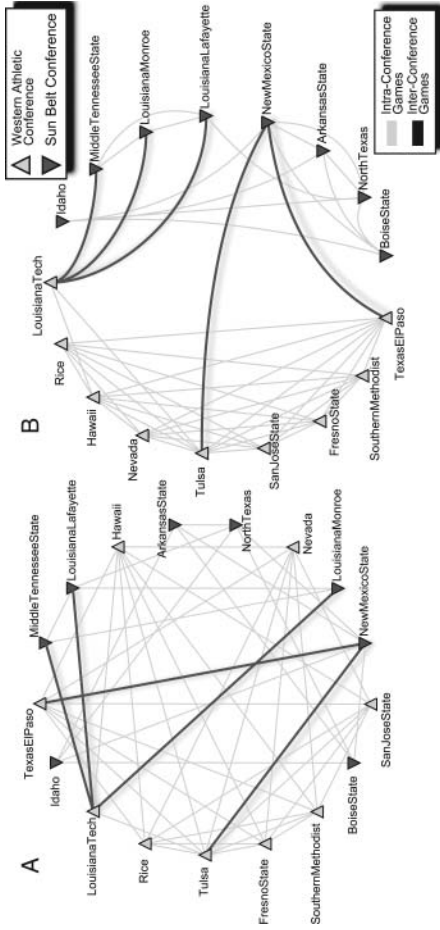 A
MiddleTennesseeState
TexasElPaso
LouisianaLafayette
Idaho
Hawaii
LouisianaTech
ArkansasState
Rice
NorthTexas
Tulsa
Nevada
FresnoState
LouisianaMonroe
SouthernMethodist
NewMexicoState
BoiseState
SanJoseState
B
Western Athletic
Conference
Sun Belt Conference
LouisianaTech
Idaho
MiddleTennesseeState
Rice
LouisianaMonroe
Hawaii
LouisianaLafayette
Nevada
NewMexicoState
Tulsa
ArkansasState
SanJoseState
NorthTexas
FresnoState
BoiseState
SouthernMethodist
TexasElPaso
Intra-Conference
Games
Inter-Conference
Games